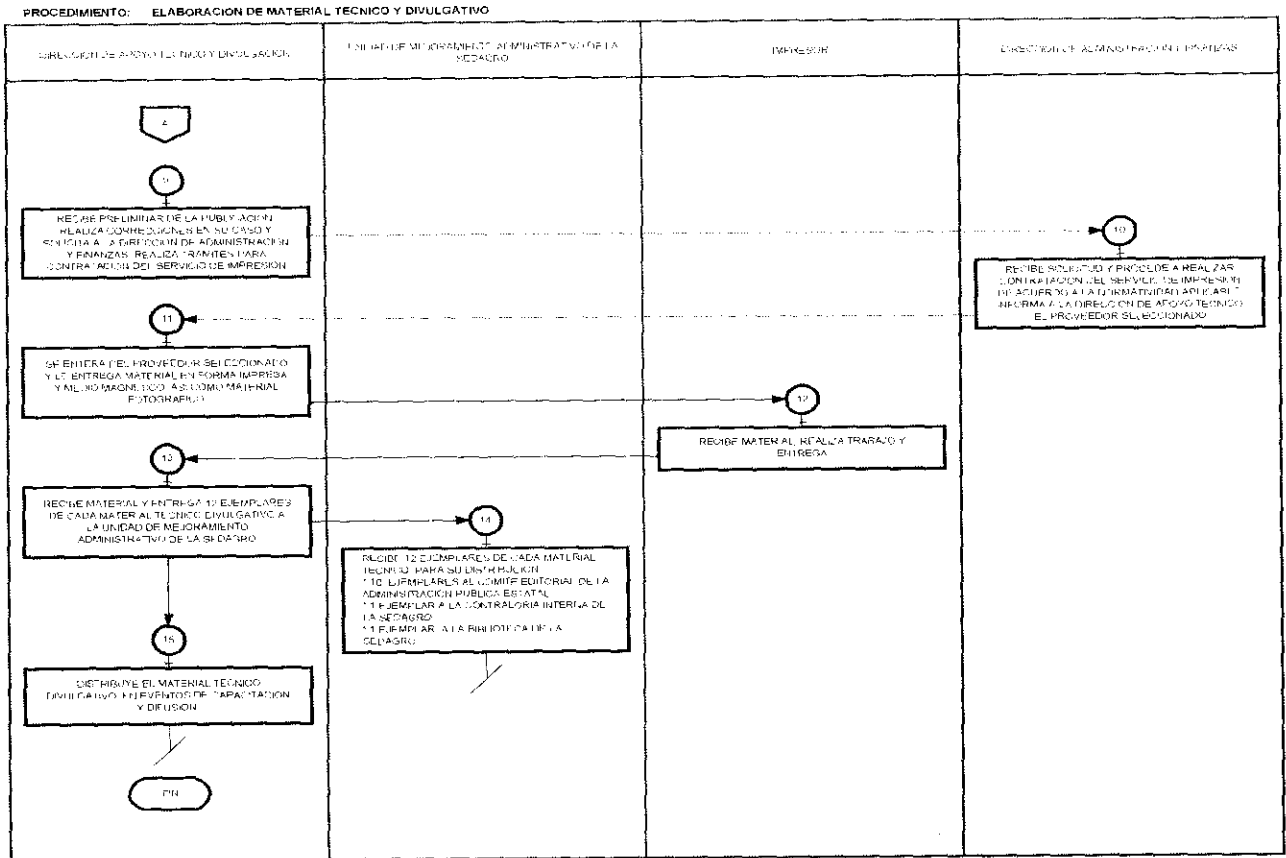 PROCEDIMIENTO: ELABORACION DE MATERIAL TECNICO Y DIVULGATIVO
DIRECCION DE APOYO TECNICO Y DIVULGACION
UNIDAD DE MEJORAMIENTO ADMINISTRATIVO DE LA
SEDAGRO
IMPRESOR
DIRECCION DE ADMINISTRACION Y FINANZAS
9
RECIBE PRELIMINAR DE LA PUBLICACION
REALIZA CORRECCIONES EN SU CASO Y
SOLICITA A LA DIRECCION DE ADMINISTRACION
Y FINANZAS, REALIZA TRAMITES PARA
CONTRATACION DEL SERVICIO DE IMPRESION
10
RECIBE SOLICITUD Y PROCEDE A REALIZAR
CONTRATACION DEL SERVICIO DE IMPRESION
DE ACUERDO A LA NORMATIVIDAD APLICABLE
INFORMA A LA DIRECCION DE APOYO TECNICO
EL PROVEEDOR SELECCIONADO
11
SE ENTERA DEL PROVEEDOR SELECCIONADO
Y LE ENTREGA MATERIAL EN FORMA IMPRESA
Y MEDIO MAGNETICO, ASI COMO MATERIAL
FOTOGRAFICO
12
RECIBE MATERIAL, REALIZA TRABAJO Y
ENTREGA
13
RECIBE MATERIAL Y ENTREGA 12 EJEMPLARES
DE CADA MATERIAL TECNICO DIVULGATIVO A
LA UNIDAD DE MEJORAMIENTO
ADMINISTRATIVO DE LA SEDAGRO
14
RECIBE 12 EJEMPLARES DE CADA MATERIAL
TECNICO PARA SU DISTRIBUCION
10 EJEMPLARES AL COMITE EDITORIAL DE LA
ADMINISTRACION PUBLICA ESTATAL
1 EJEMPLAR A LA CONTRALORIA INTERNA DE
LA SEDAGRO
1 EJEMPLAR A LA BIBLIOTECA DE LA
SEDAGRO
15
DISTRIBUYE EL MATERIAL TECNICO
DIVULGATIVO EN EVENTOS DE CAPACITACION
Y DIFUSION
FIN